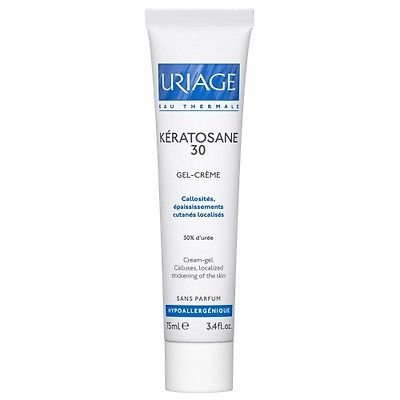 URIAGE
EAU THERMALE
KÉRATOSANE
30
GEL-CRÈME
Callosités,
épaississements
cutanés localisés
30% d'urée
Cream-gel
Calluses, localized
thickening of the skin
SANS PARFUM
HYPOALLERGÉNIQUE
75ml e 3.4fl.oz.